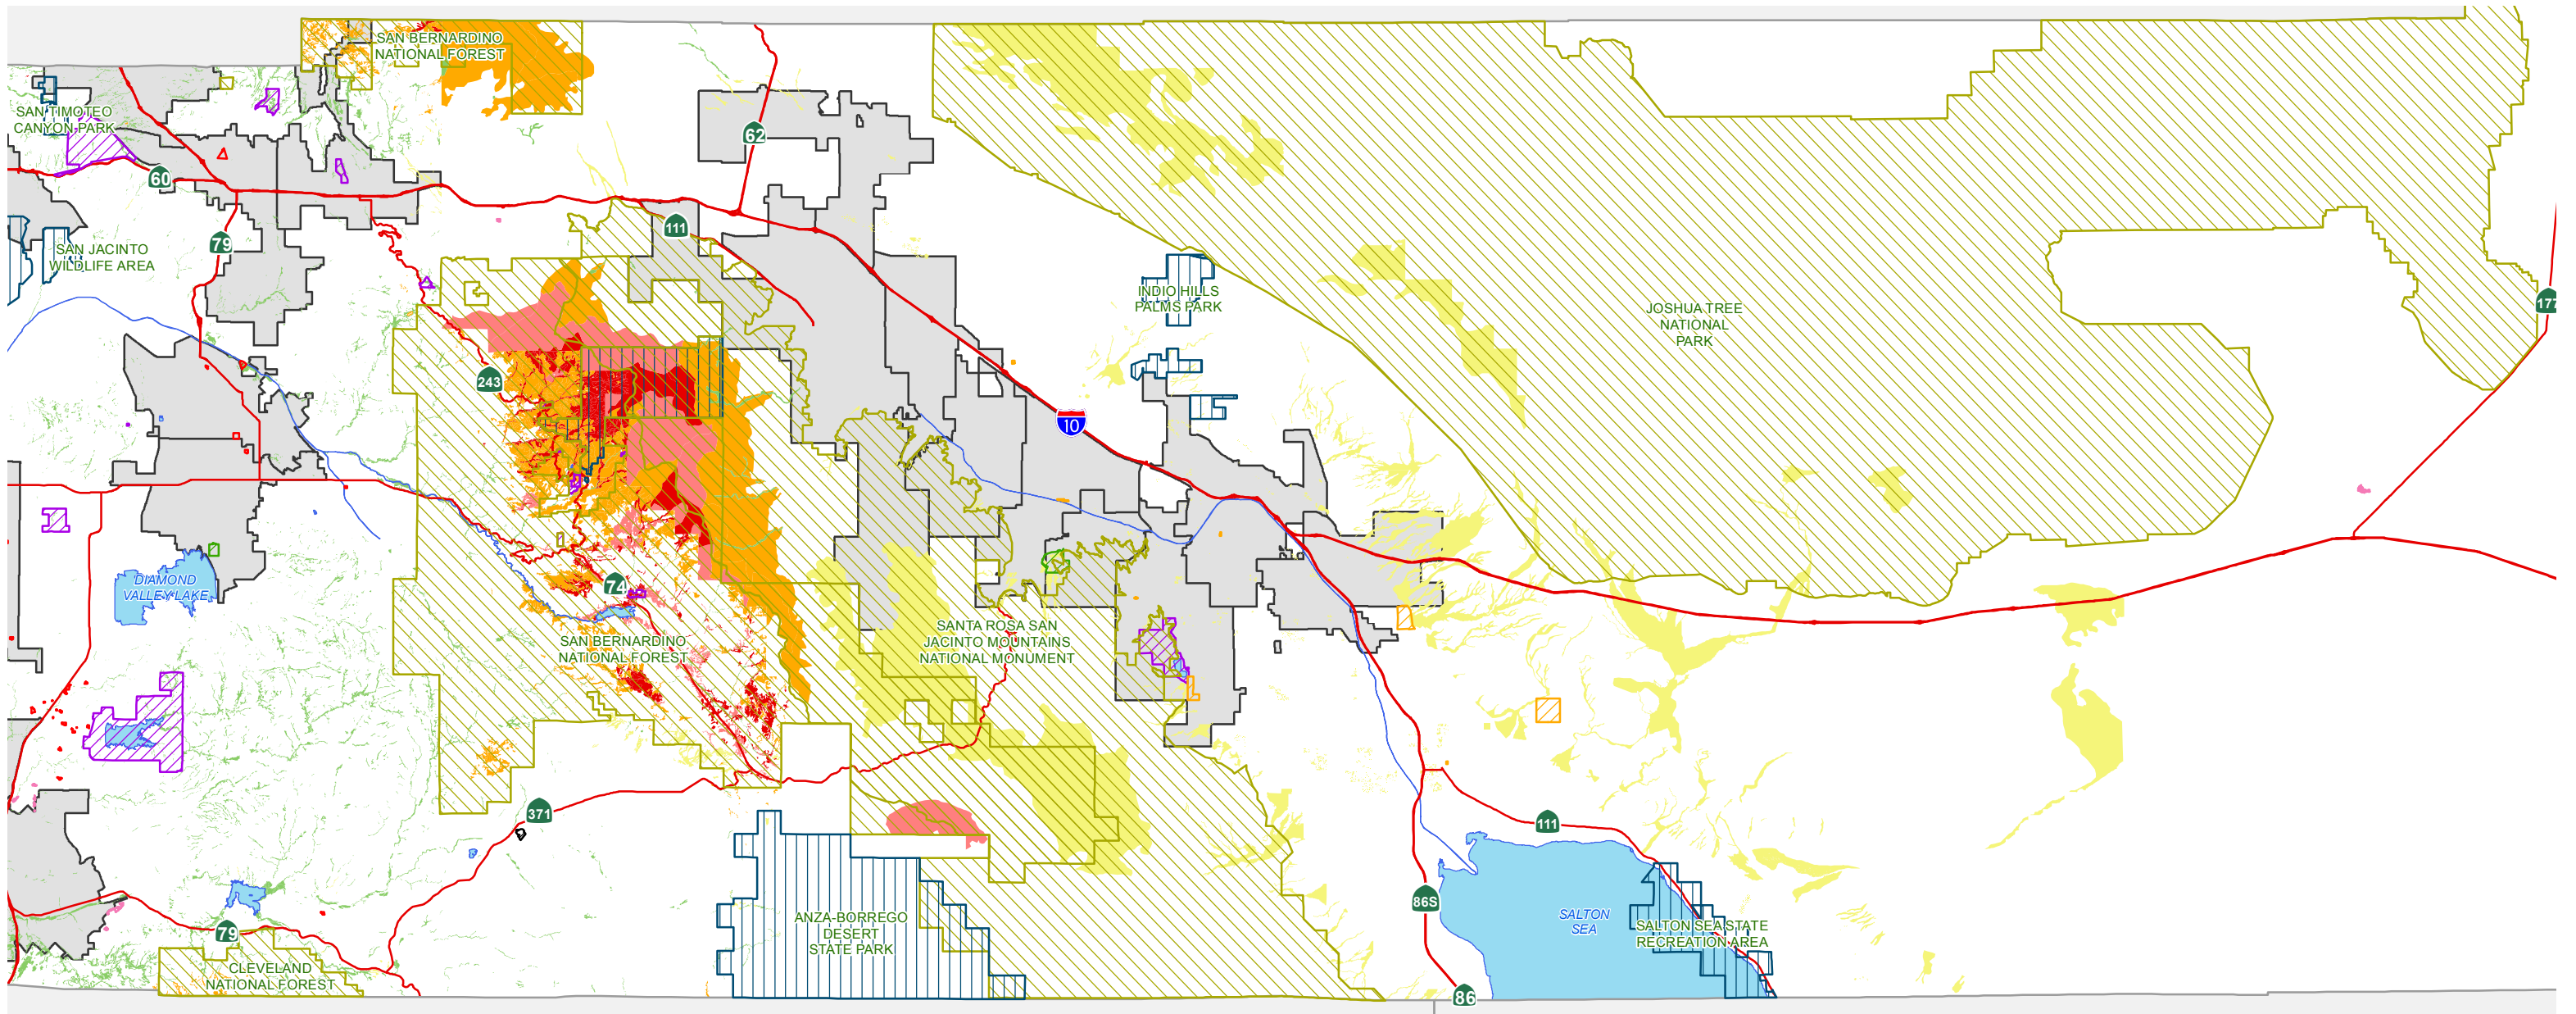 SAN BERNARDINO
NATIONAL FOREST
SAN TIMOTEO
CANYON PARK
62
60
111
79
SAN JACINTO
WILDLIFE AREA
INDIO HILLS
PALMS PARK
JOSHUA TREE
NATIONAL
PARK
177
243
10
DIAMOND
VALLEY LAKE
74
SAN BERNARDINO
NATIONAL FOREST
SANTA ROSA SAN
JACINTO MOUNTAINS
NATIONAL MONUMENT
371
111
86S
ANZA-BORREGO
DESERT
STATE PARK
SALTON
SEA
SALTON SEA STATE
RECREATION AREA
79
CLEVELAND
NATIONAL FOREST
86